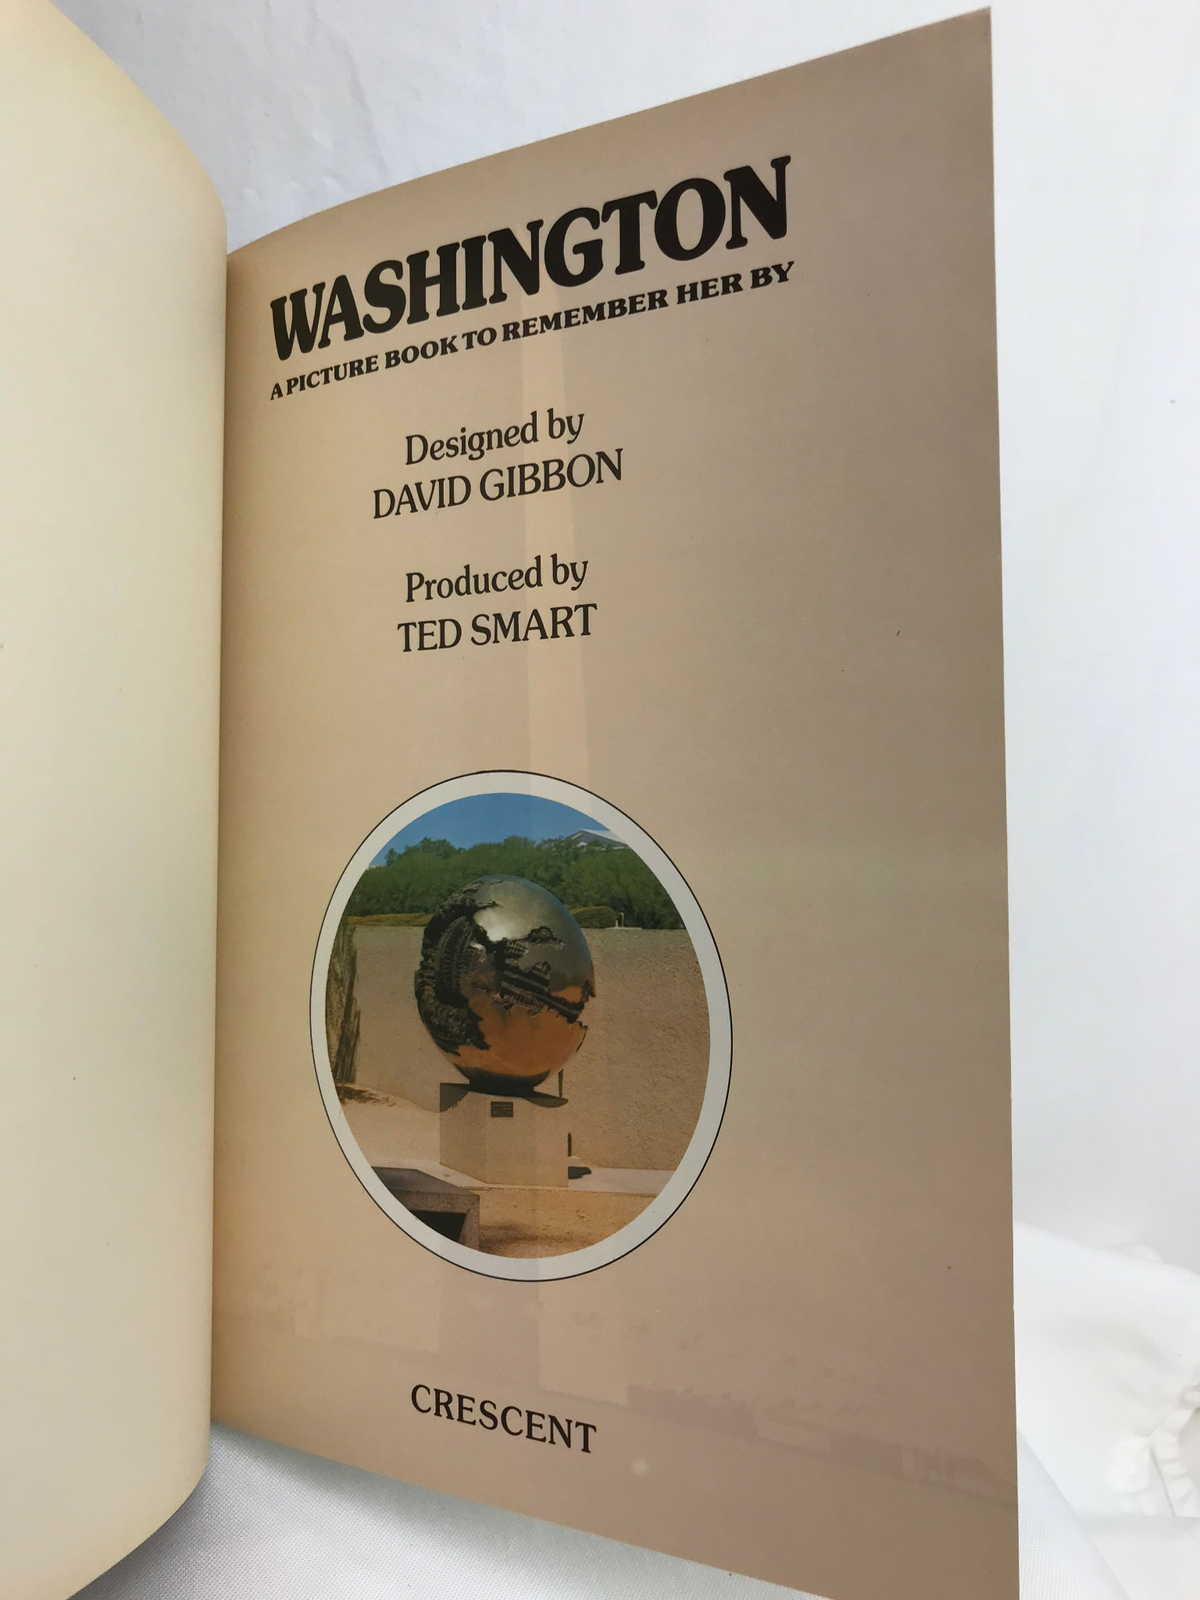 WASHINGTON
A PICTURE BOOK TO REMEMBER HER BY
Designed by
DAVID GIBBON
Produced by
TED SMART
CRESCENT